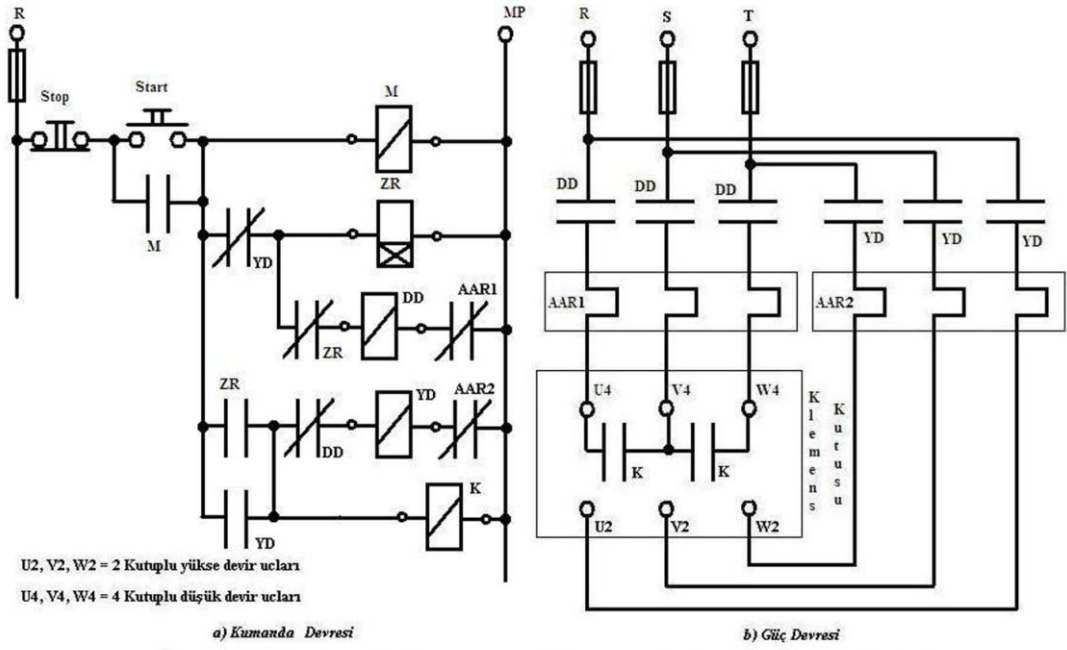 R
MP
Stop
Start
M
M
ZR
YD
ZR
DD
AAR1
ZR
DD
YD
AAR2
YD
K
U2, V2, W2 = 2 Kutuplu yükse devir ucları
U4, V4, W4 = 4 Kutuplu düşük devir ucları
a) Kumanda Devresi
R S T
DD DD DD
YD YD YD
AAR1
AAR2
U4 V4 W4
K K
U2 V2 W2
Klemens
Kutusu
b) Güç Devresi